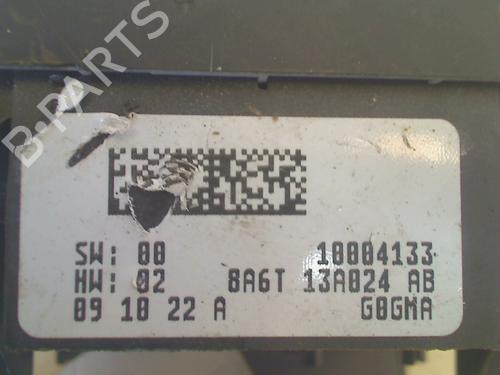 B-PARTS
SW: 00 10004133
HW: 02 8A6T 13A024 AB
09 10 22 A G0GMA